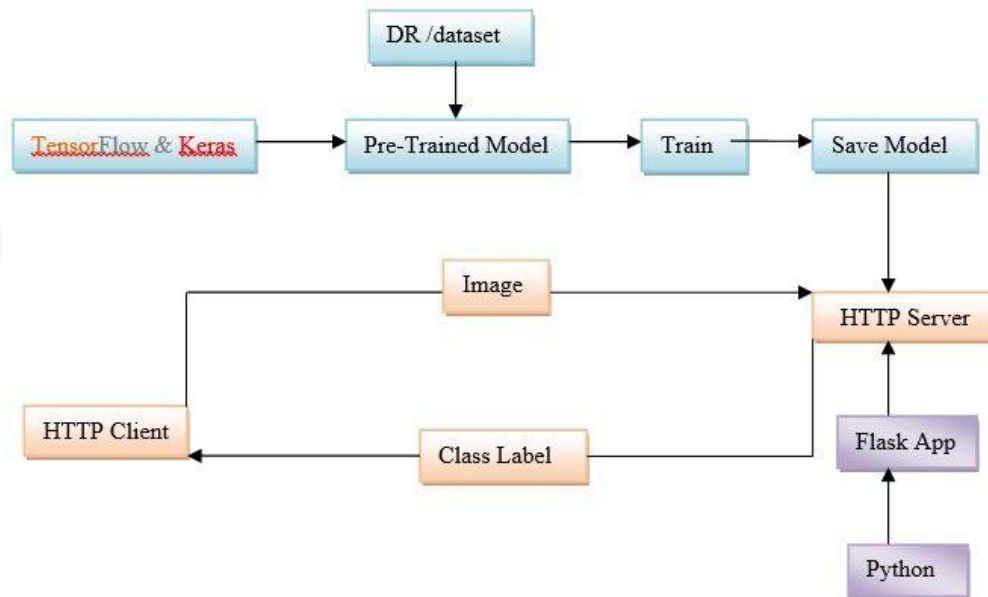 DR /dataset
TensorFlow & Keras
Pre-Trained Model
Train
Save Model
Image
HTTP Server
HTTP Client
Class Label
Flask App
Python